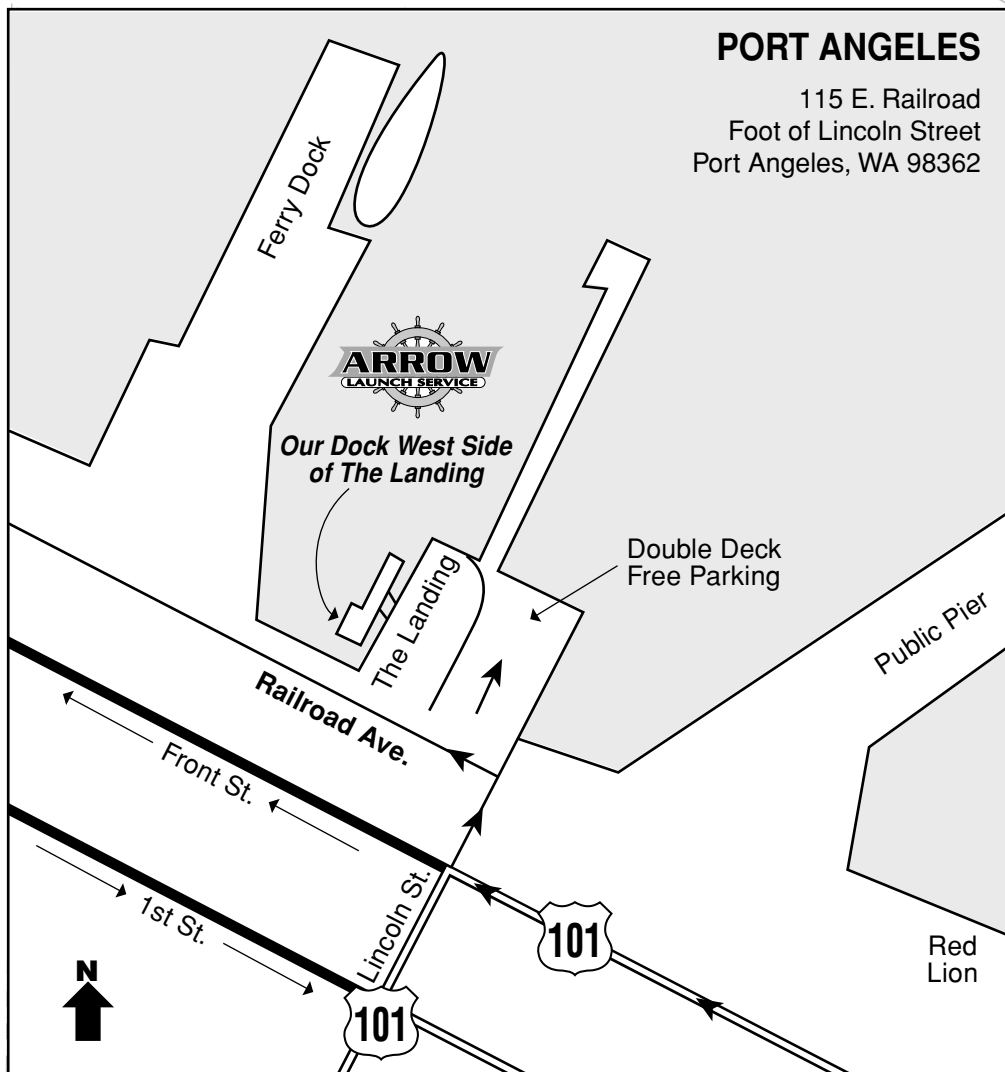 PORT ANGELES
115 E. Railroad
Foot of Lincoln Street
Port Angeles, WA 98362
Ferry Dock
ARROW
LAUNCH SERVICE
Our Dock West Side
of The Landing
Double Deck
Free Parking
The Landing
Public Pier
Railroad Ave.
Front St.
1st St.
Lincoln St.
101
Red
Lion
N
101